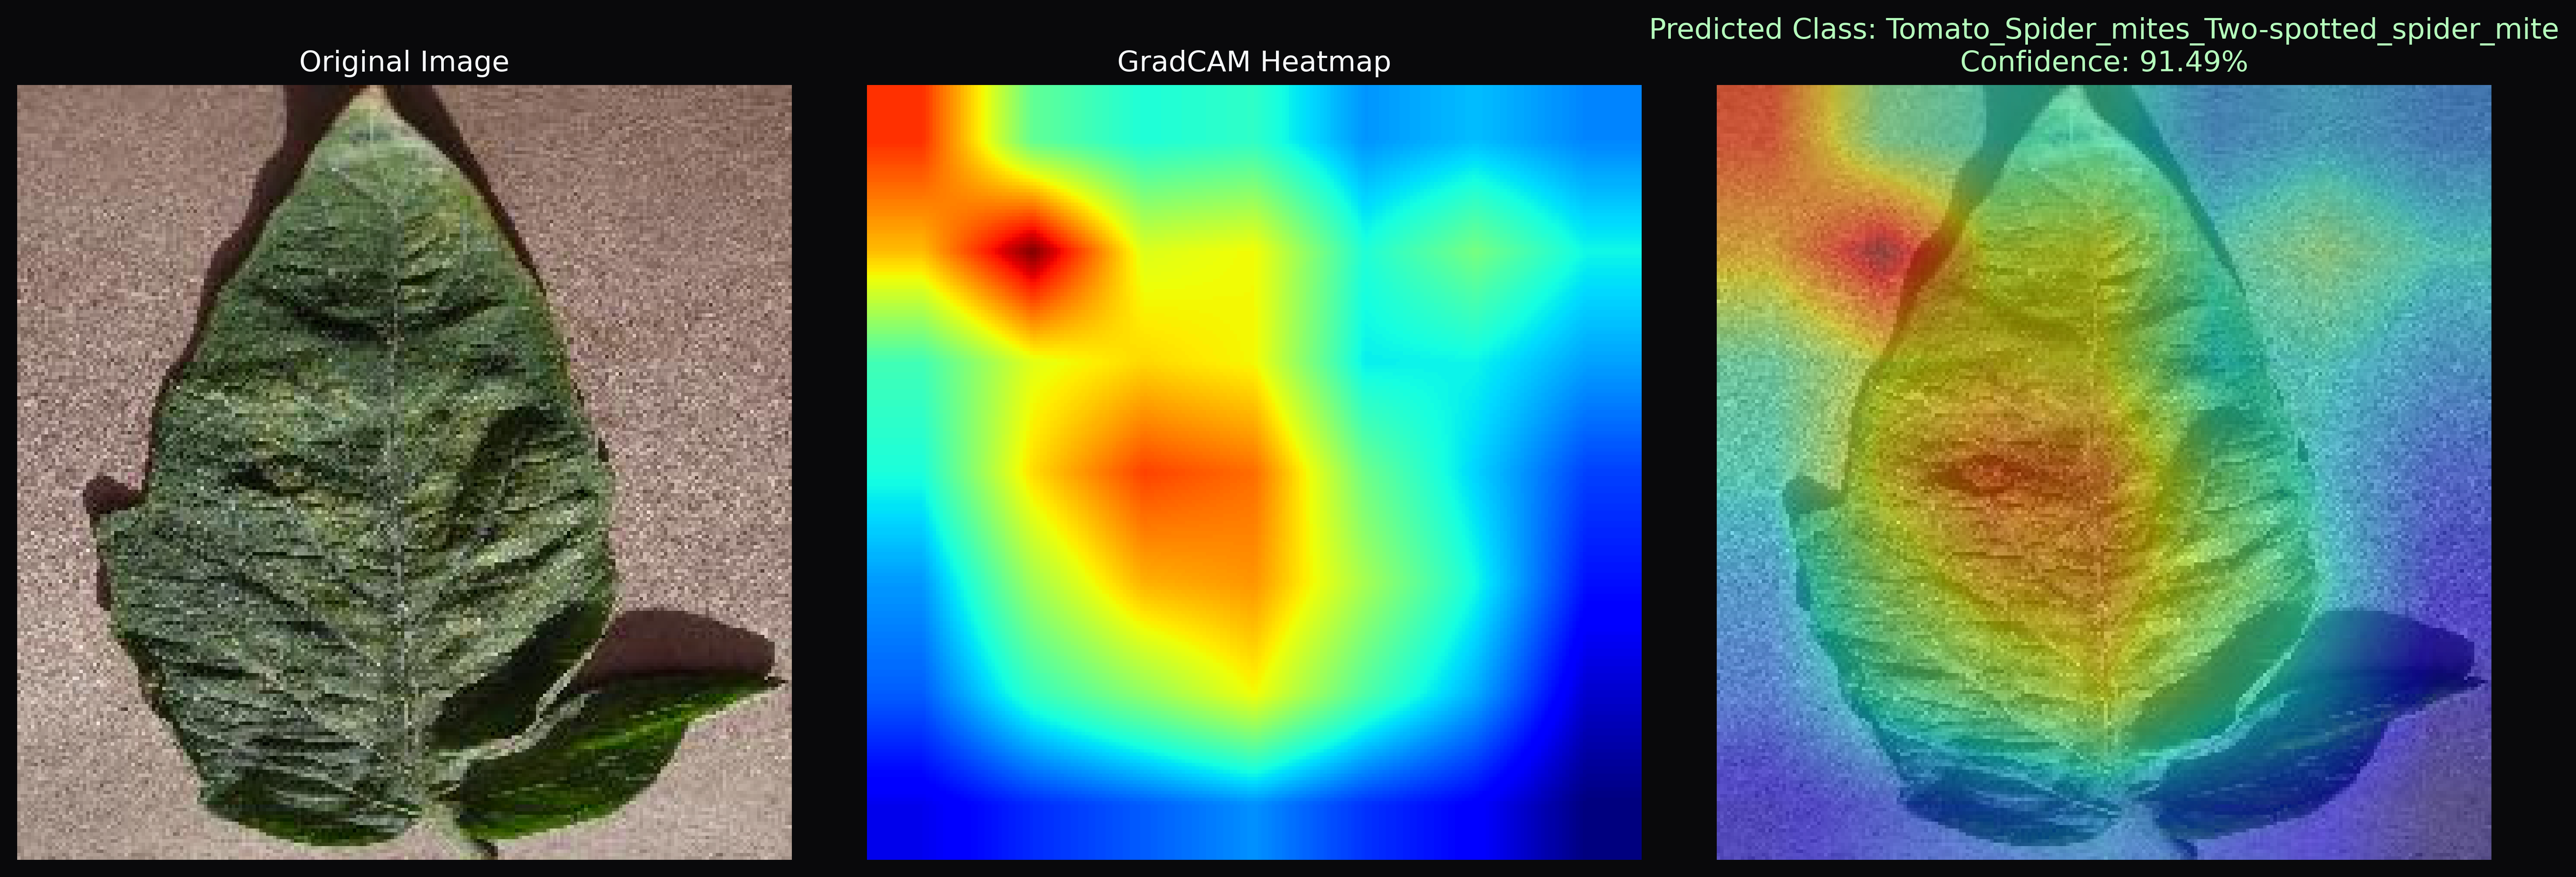 Original Image
GradCAM Heatmap
Predicted Class: Tomato_Spider_mites_Two-spotted_spider_mite
Confidence: 91.49%